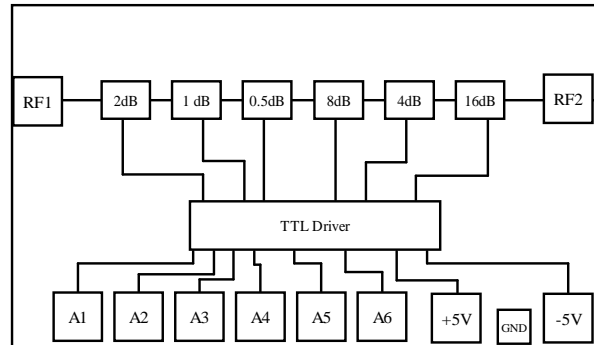 RF1
2dB
1 dB
0.5dB
8dB
4dB
16dB
RF2
TTL Driver
A1
A2
A3
A4
A5
A6
+5V
GND
-5V